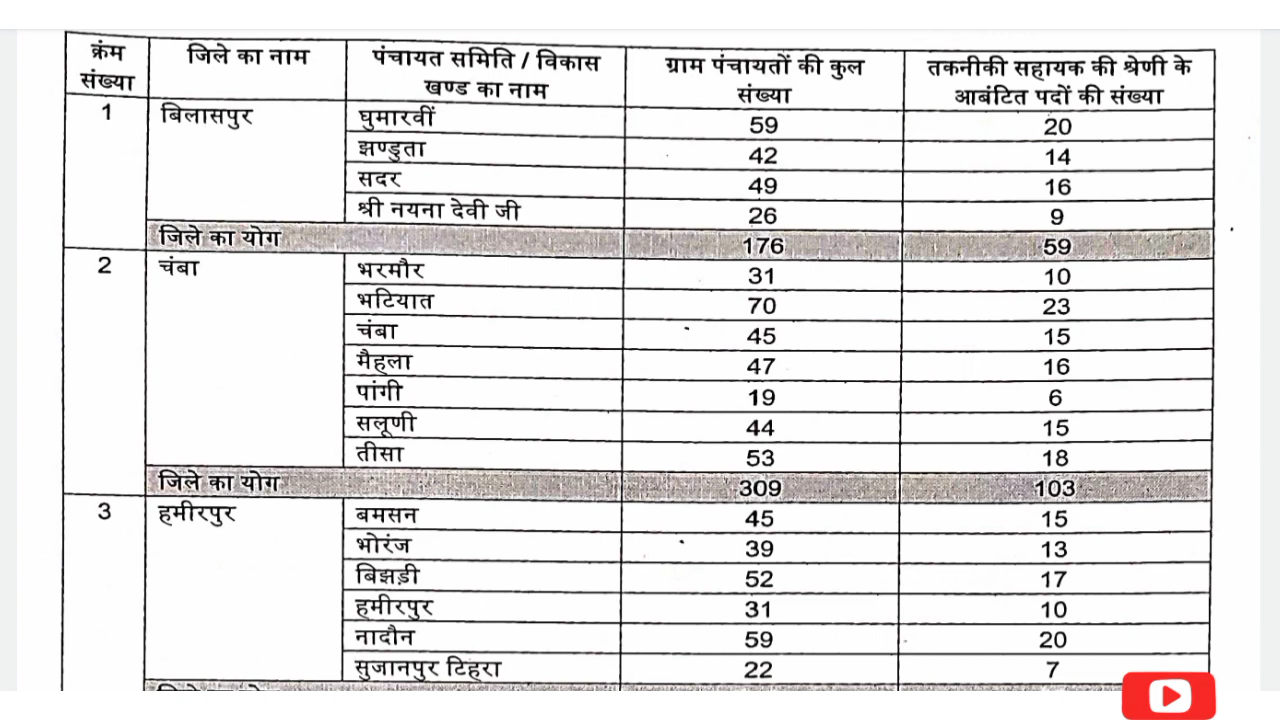 क्रंम संख्या जिले का नाम पंचायत समिति / विकास खण्ड का नाम ग्राम पंचायतों की कुल संख्या तकनीकी सहायक की श्रेणी के आबंटित पदों की संख्या
1 बिलासपुर घुमारवीं 59 20
झण्डुता 42 14
सदर 49 16
श्री नयना देवी जी 26 9
जिले का योग 176 59
2 चंबा भरमौर 31 10
भटियात 70 23
चंबा 45 15
मैहला 47 16
पांगी 19 6
सलूणी 44 15
तीसा 53 18
जिले का योग 309 103
3 हमीरपुर बमसन 45 15
भोरंज 39 13
बिझड़ी 52 17
हमीरपुर 31 10
नादौन 59 20
सुजानपुर टिहरा 22 7